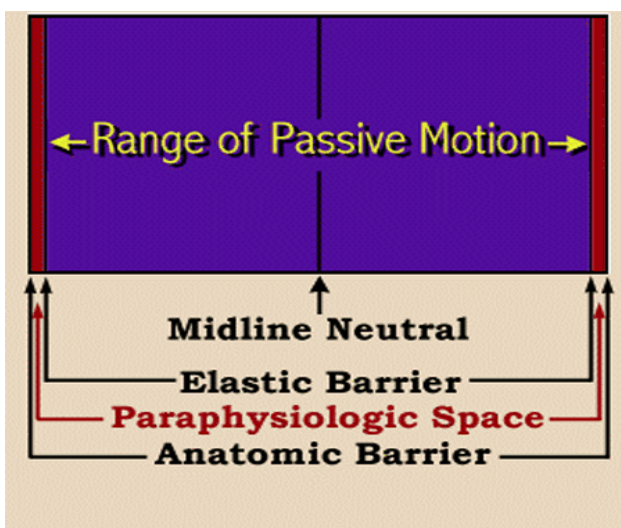 Range of Passive Motion
Midline Neutral
Elastic Barrier
Paraphysiologic Space
Anatomic Barrier